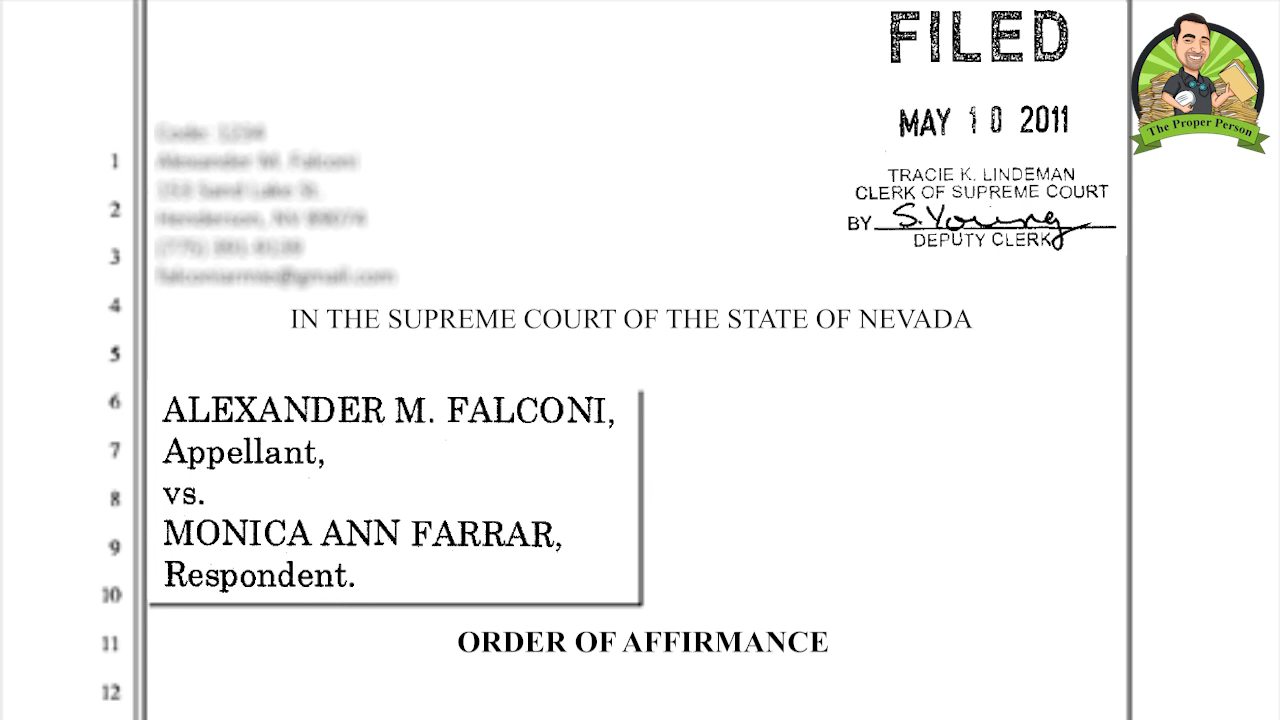 FILED
MAY 10 2011
TRACIE K. LINDEMAN
CLERK OF SUPREME COURT
BY S. Young
DEPUTY CLERK
The Proper Person
1
2
3
4
5
6
7
8
9
10
11
12
IN THE SUPREME COURT OF THE STATE OF NEVADA
ALEXANDER M. FALCONI,
Appellant,
vs.
MONICA ANN FARRAR,
Respondent.
ORDER OF AFFIRMANCE